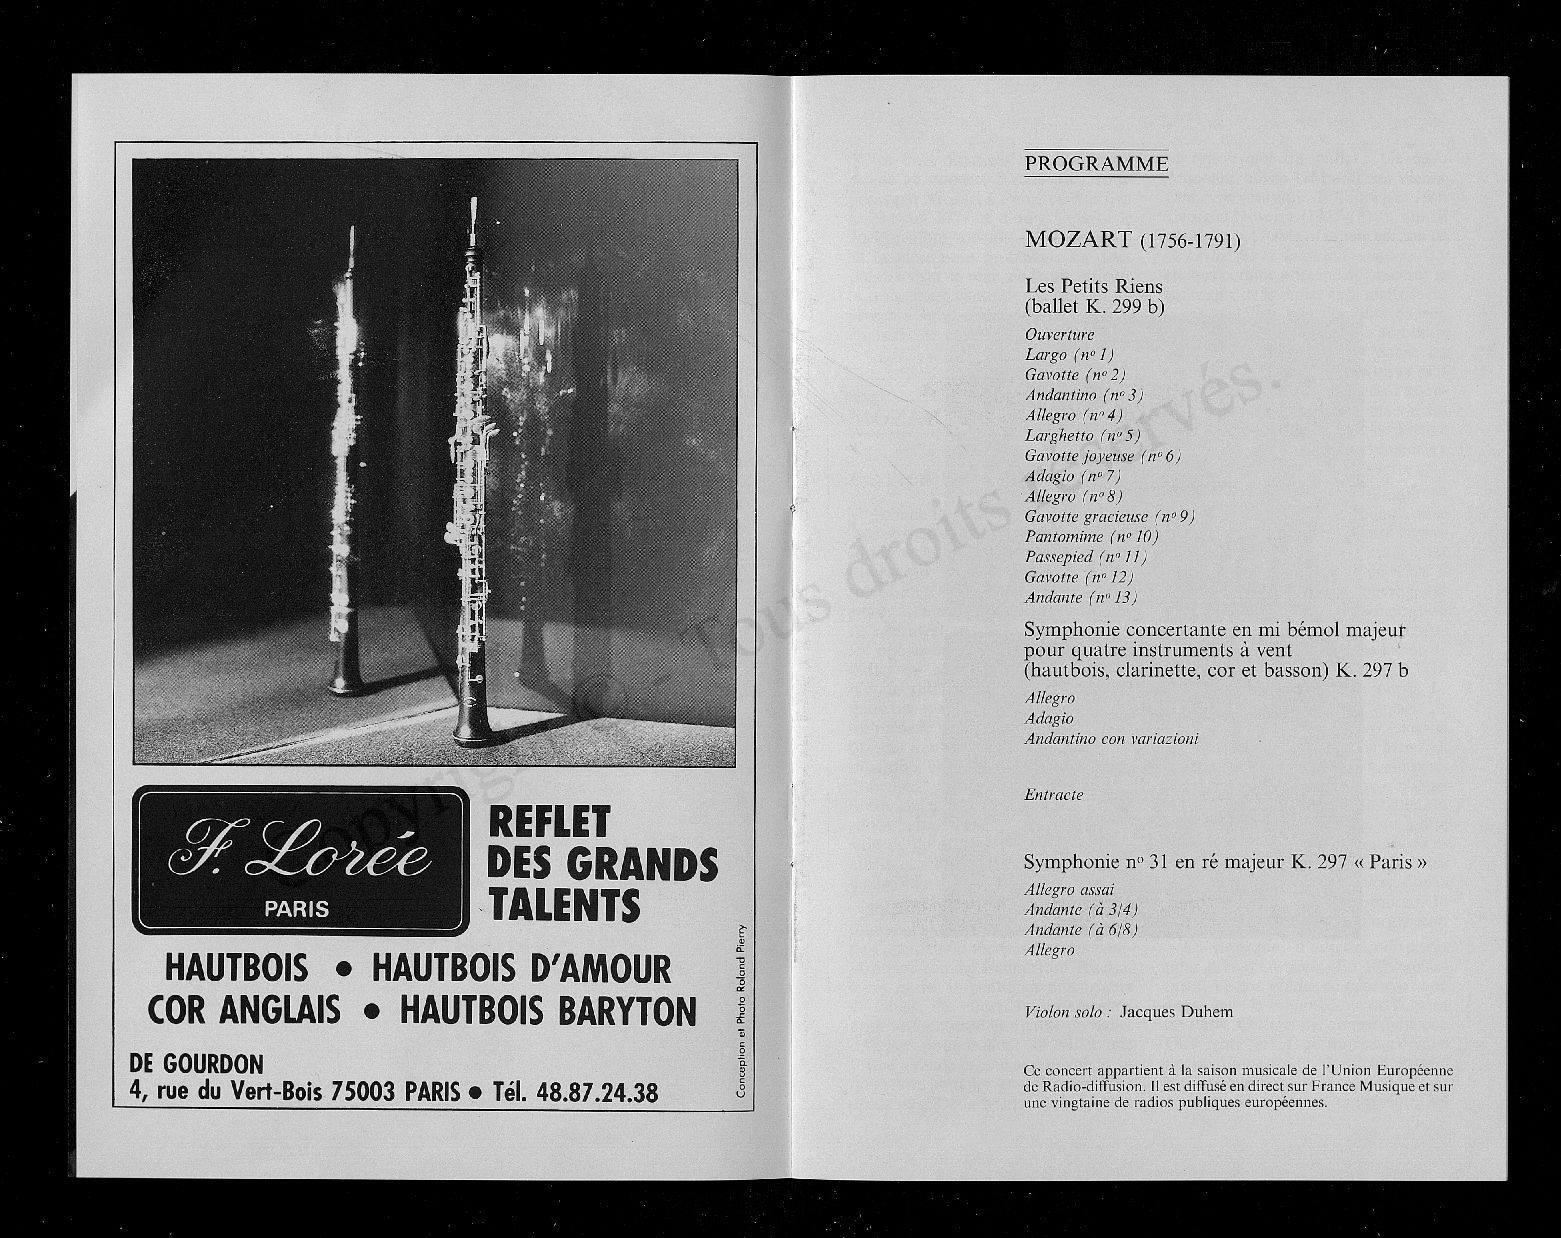 F. Lorée
PARIS
REFLET
DES GRANDS
TALENTS
HAUTBOIS • HAUTBOIS D'AMOUR
COR ANGLAIS • HAUTBOIS BARYTON
DE GOURDON
4, rue du Vert-Bois 75003 PARIS • Tél. 48.87.24.38
Conception et Photo Roland Pierry
PROGRAMME
MOZART (1756-1791)
Les Petits Riens
(ballet K. 299 b)
Ouverture
Largo (nº 1)
Gavotte (nº 2)
Andantino (nº 3)
Allegro (nº 4)
Larghetto (nº 5)
Gavotte joyeuse (nº 6)
Adagio (nº 7)
Allegro (nº 8)
Gavotte gracieuse (nº 9)
Pantomime (nº 10)
Passepied (nº 11)
Gavotte (nº 12)
Andante (nº 13)
Symphonie concertante en mi bémol majeur
pour quatre instruments à vent
(hautbois, clarinette, cor et basson) K. 297 b
Allegro
Adagio
Andantino con variazioni
Entracte
Symphonie nº 31 en ré majeur K. 297 « Paris »
Allegro assai
Andante (à 3/4)
Andante (à 6/8)
Allegro
Violon solo : Jacques Duhem
Ce concert appartient à la saison musicale de l'Union Européenne
de Radio-diffusion. Il est diffusé en direct sur France Musique et sur
une vingtaine de radios publiques européennes.
Copyright Tous droits réservés.